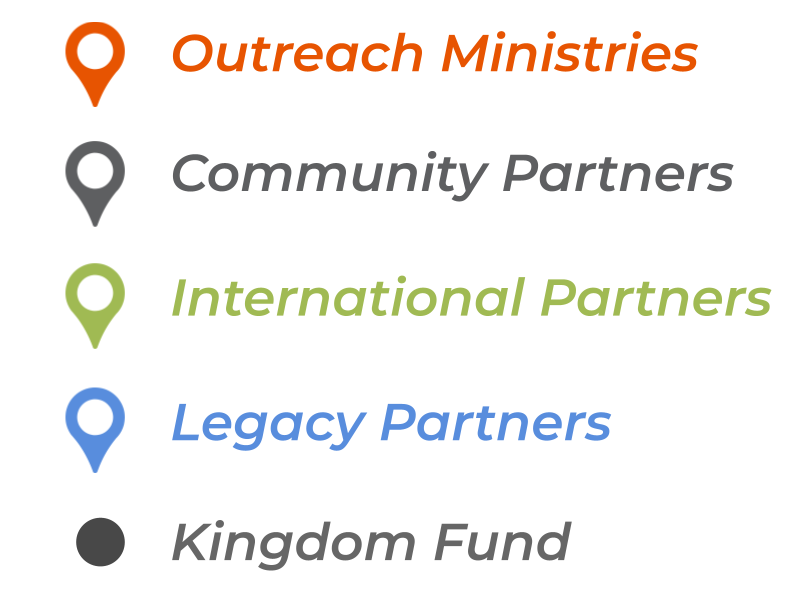 Outreach Ministries
Community Partners
International Partners
Legacy Partners
Kingdom Fund